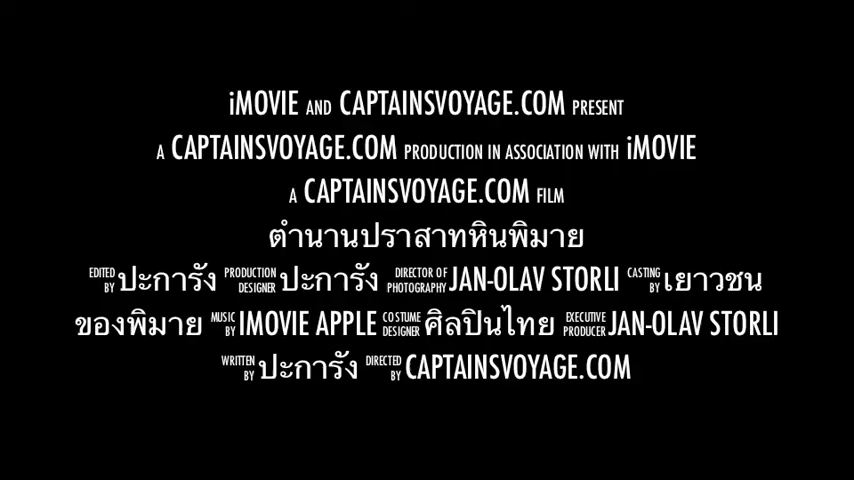 iMOVIE AND CAPTAINSVOYAGE.COM PRESENT
A CAPTAINSVOYAGE.COM PRODUCTION IN ASSOCIATION WITH iMOVIE
A CAPTAINSVOYAGE.COM FILM
ตำนานปราสาทหินพิมาย
EDITED BY ปะการัง PRODUCTION DESIGNER ปะการัง DIRECTOR OF PHOTOGRAPHY JAN-OLAV STORLI CASTING BY เยาวชน
ของพิมาย MUSIC BY IMOVIE APPLE COSTUME DESIGNER ศิลปินไทย EXECUTIVE PRODUCER JAN-OLAV STORLI
WRITTEN BY ปะการัง DIRECTED BY CAPTAINSVOYAGE.COM